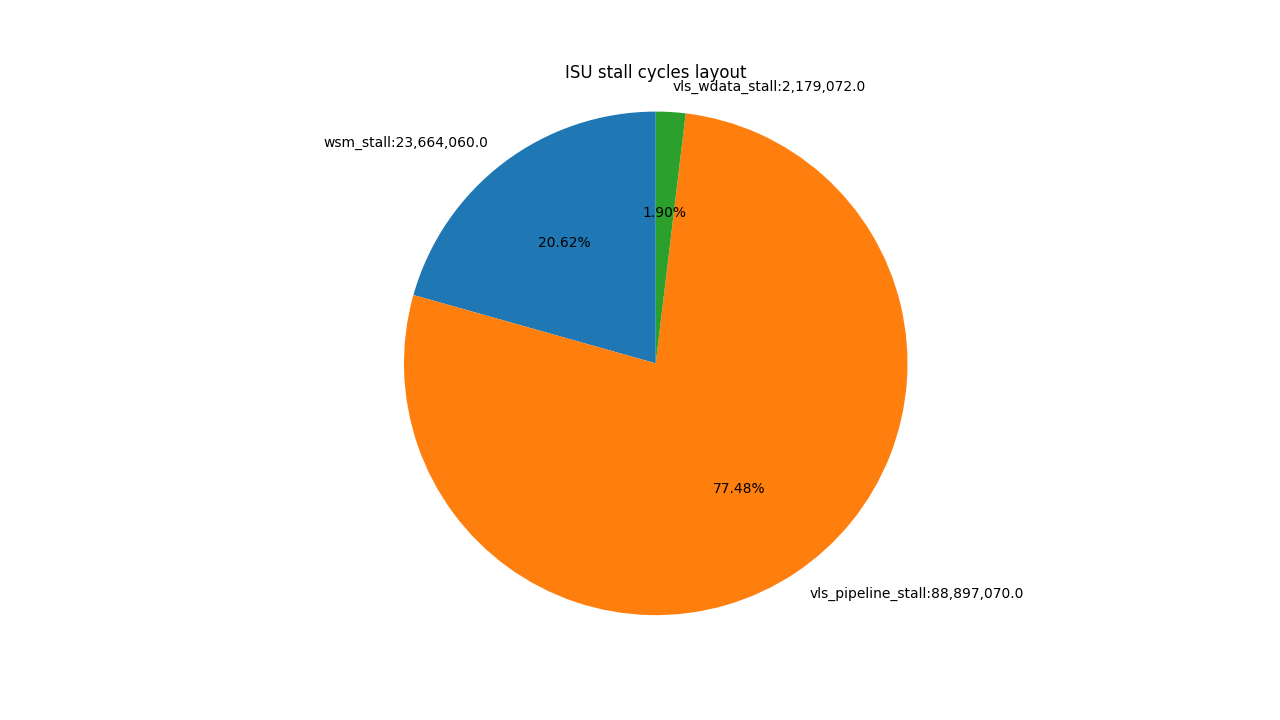 ISU stall cycles layout
vls_wdata_stall:2,179,072.0
wsm_stall:23,664,060.0
1.90%
20.62%
77.48%
vls_pipeline_stall:88,897,070.0